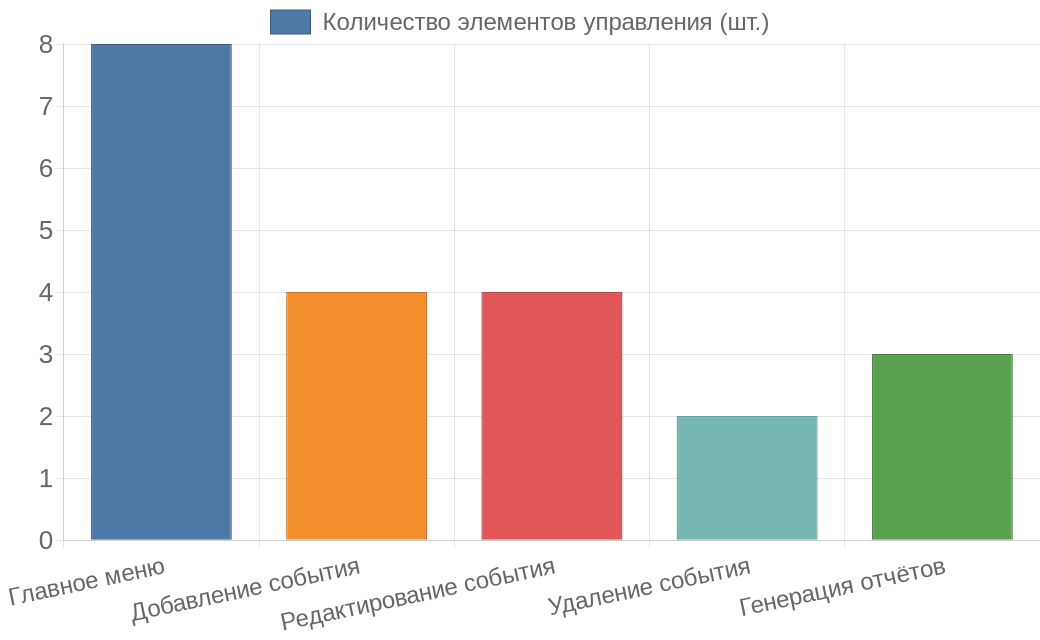 Количество элементов управления (шт.)
8
7
6
5
4
3
2
1
0
Главное меню
Добавление события
Редактирование события
Удаление события
Генерация отчётов